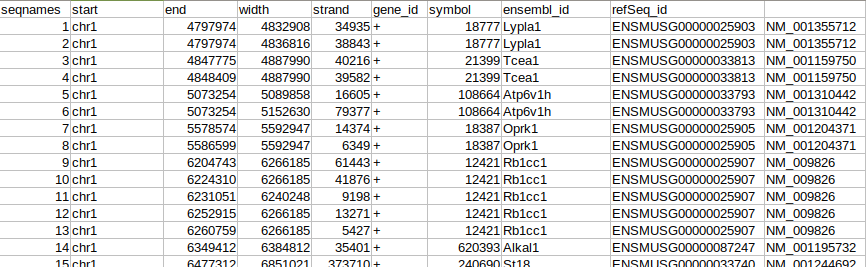 seqnames start end width strand gene_id symbol ensembl_id refSeq_id
1 chr1 4797974 4832908 34935 + 18777 Lypla1 ENSMUSG00000025903 NM_001355712
2 chr1 4797974 4836816 38843 + 18777 Lypla1 ENSMUSG00000025903 NM_001355712
3 chr1 4847775 4887990 40216 + 21399 Tcea1 ENSMUSG00000033813 NM_001159750
4 chr1 4848409 4887990 39582 + 21399 Tcea1 ENSMUSG00000033813 NM_001159750
5 chr1 5073254 5089858 16605 + 108664 Atp6v1h ENSMUSG00000033793 NM_001310442
6 chr1 5073254 5152630 79377 + 108664 Atp6v1h ENSMUSG00000033793 NM_001310442
7 chr1 5578574 5592947 14374 + 18387 Oprk1 ENSMUSG00000025905 NM_001204371
8 chr1 5586599 5592947 6349 + 18387 Oprk1 ENSMUSG00000025905 NM_001204371
9 chr1 6204743 6266185 61443 + 12421 Rb1cc1 ENSMUSG00000025907 NM_009826
10 chr1 6224310 6266185 41876 + 12421 Rb1cc1 ENSMUSG00000025907 NM_009826
11 chr1 6231051 6240248 9198 + 12421 Rb1cc1 ENSMUSG00000025907 NM_009826
12 chr1 6252915 6266185 13271 + 12421 Rb1cc1 ENSMUSG00000025907 NM_009826
13 chr1 6260759 6266185 5427 + 12421 Rb1cc1 ENSMUSG00000025907 NM_009826
14 chr1 6349412 6384812 35401 + 620393 Alkal1 ENSMUSG00000087247 NM_001195732
15 chr1 6477312 6851021 373710 + 240690 St18 ENSMUSG00000033740 NM_001244692